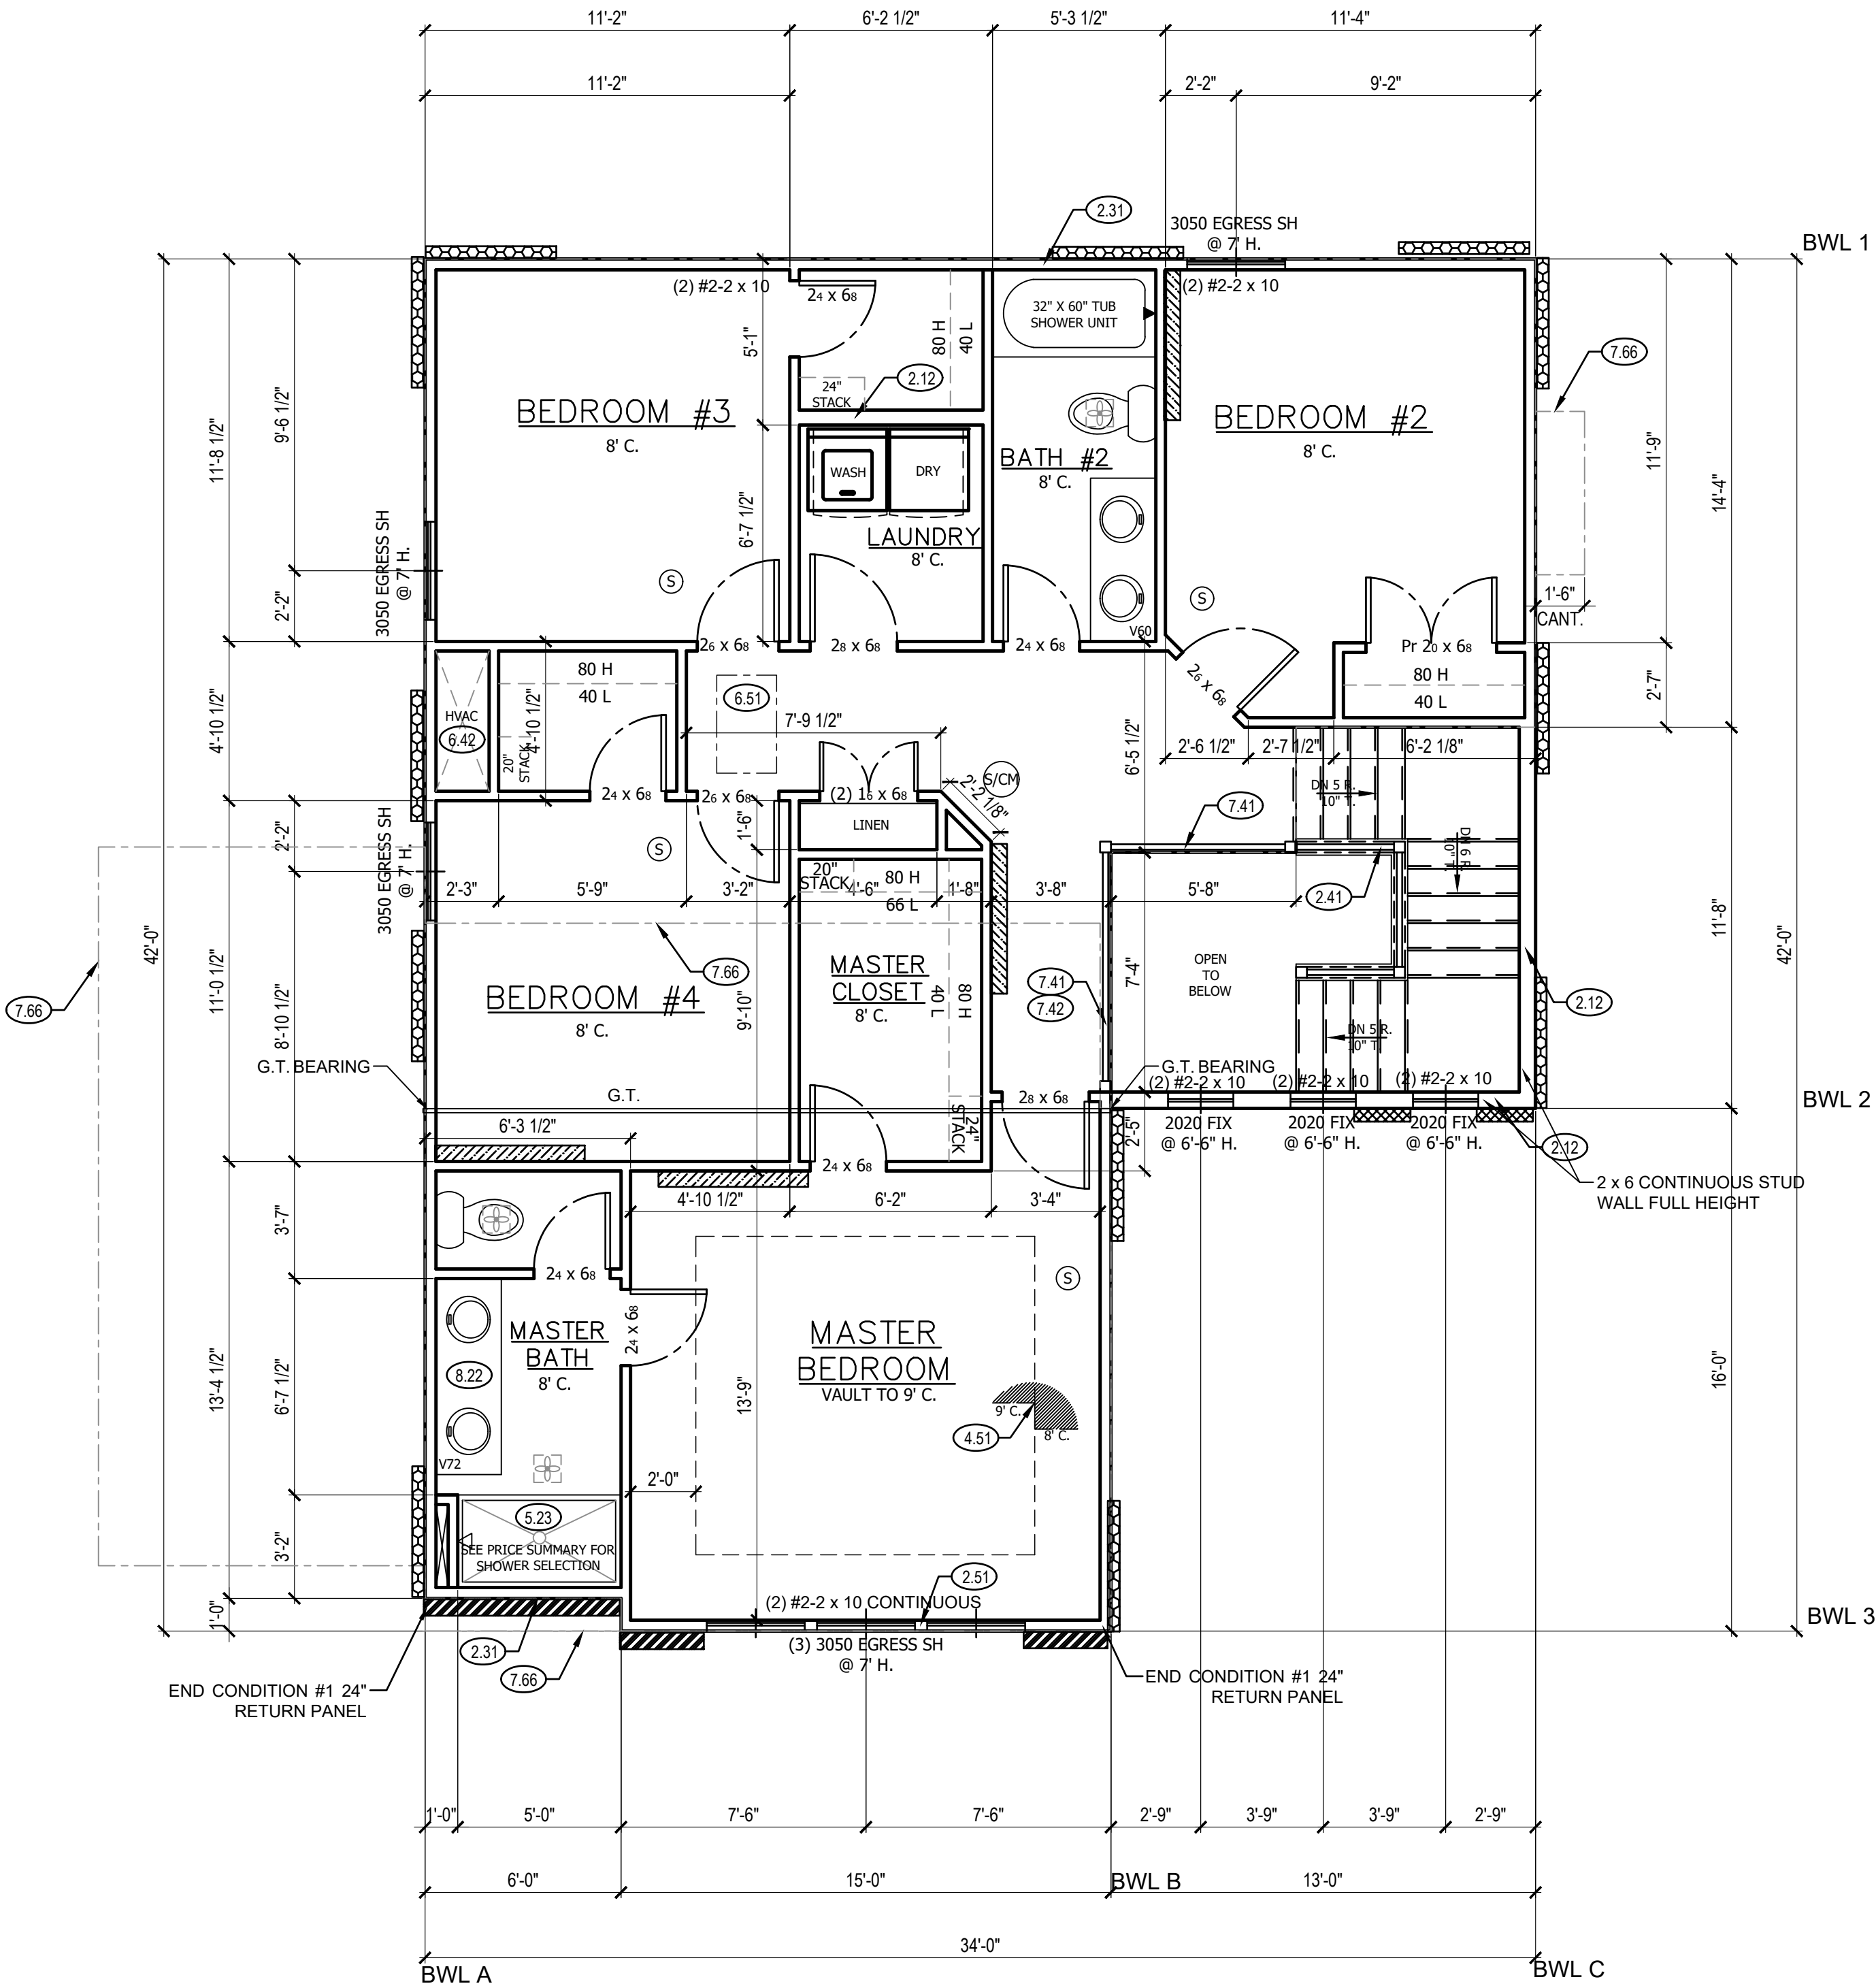 11'-2"
6'-2 1/2"
5'-3 1/2"
11'-4"
11'-2"
2'-2"
9'-2"
2.31
3050 EGRESS SH
@ 7' H.
BWL 1
(2) #2-2 x 10
24 x 68
80 H
40 L
32" X 60" TUB
SHOWER UNIT
(2) #2-2 x 10
7.66
5'-1"
24"
STACK
2.12
9'-6 1/2"
11'-8 1/2"
BEDROOM #3
8' C.
BEDROOM #2
8' C.
BATH #2
8' C.
WASH
DRY
11'-9"
14'-4"
6'-7 1/2"
LAUNDRY
8' C.
3050 EGRESS SH
@ 7' H.
2'-2"
S
S
1'-6"
CANT.
V60
26 x 68
28 x 68
24 x 68
Pr 20 x 68
80 H
40 L
80 H
40 L
26 x 68
2'-7"
HVAC
6.42
4'-10 1/2"
4'-10 1/2"
20"
STACK
6.51
7'-9 1/2"
6'-5 1/2"
2'-6 1/2"
2'-7 1/2"
6'-2 1/8"
24 x 68
26 x 68
(2) 16 x 68
S/CM
2'-2 1/8"
DN 5 R.
10" T.
7.41
LINEN
1'-6"
S
DN 6 R.
10" T.
3050 EGRESS SH
@ 7' H.
2'-2"
20"
STACK
80 H
66 L
2'-3"
5'-9"
3'-2"
4'-6"
1'-8"
3'-8"
5'-8"
2.41
42'-0"
11'-8"
42'-0"
7.66
7.66
11'-0 1/2"
8'-10 1/2"
BEDROOM #4
8' C.
9'-10"
MASTER
CLOSET
8' C.
40 L
80 H
7.41
7.42
7'-4"
OPEN
TO
BELOW
2.12
DN 5 R.
10" T.
G.T. BEARING
G.T. BEARING
G.T.
(2) #2-2 x 10
(2) #2-2 x 10
(2) #2-2 x 10
28 x 68
BWL 2
6'-3 1/2"
24"
STACK
2'-5"
2020 FIX
@ 6'-6" H.
2020 FIX
@ 6'-6" H.
2020 FIX
@ 6'-6" H.
2.12
24 x 68
2 x 6 CONTINUOUS STUD
WALL FULL HEIGHT
4'-10 1/2"
6'-2"
3'-4"
3'-7"
24 x 68
S
24 x 68
MASTER
BATH
8' C.
MASTER
BEDROOM
VAULT TO 9' C.
8.22
13'-4 1/2"
6'-7 1/2"
13'-9"
16'-0"
9' C.
8' C.
4.51
V72
2'-0"
5.23
SEE PRICE SUMMARY FOR
SHOWER SELECTION
3'-2"
2.51
(2) #2-2 x 10 CONTINUOUS
1'-0"
BWL 3
2.31
7.66
(3) 3050 EGRESS SH
@ 7' H.
END CONDITION #1 24"
RETURN PANEL
END CONDITION #1 24"
RETURN PANEL
1'-0"
5'-0"
7'-6"
7'-6"
2'-9"
3'-9"
3'-9"
2'-9"
6'-0"
15'-0"
BWL B
13'-0"
34'-0"
BWL A
BWL C